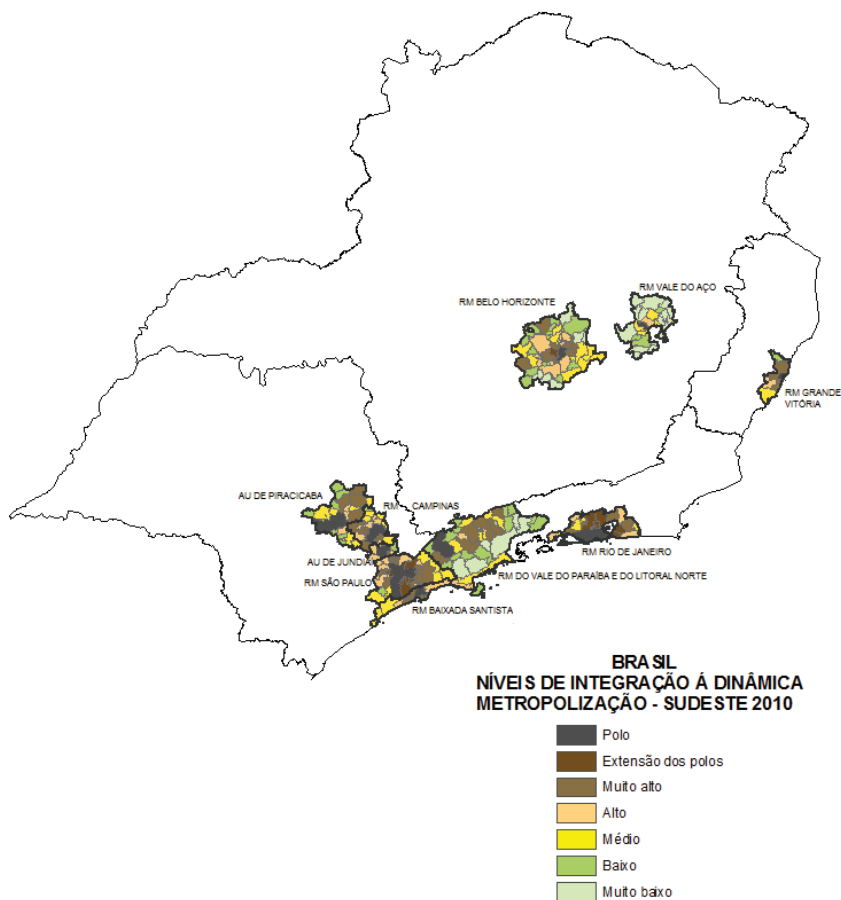 RM VALE DO AÇO
RM BELO HORIZONTE
RM GRANDE
VITÓRIA
AU DE PIRACICABA
RM CAMPINAS
AU DE JUNDIA
RM SÃO PAULO
RM RIO DE JANEIRO
RM DO VALE DO PARAÍBA E DO LITORAL NORTE
RM BAIXADA SANTISTA
BRASIL
NÍVEIS DE INTEGRAÇÃO Á DINÂMICA
METROPOLIZAÇÃO - SUDESTE 2010
Polo
Extensão dos polos
Muito alto
Alto
Médio
Baixo
Muito baixo